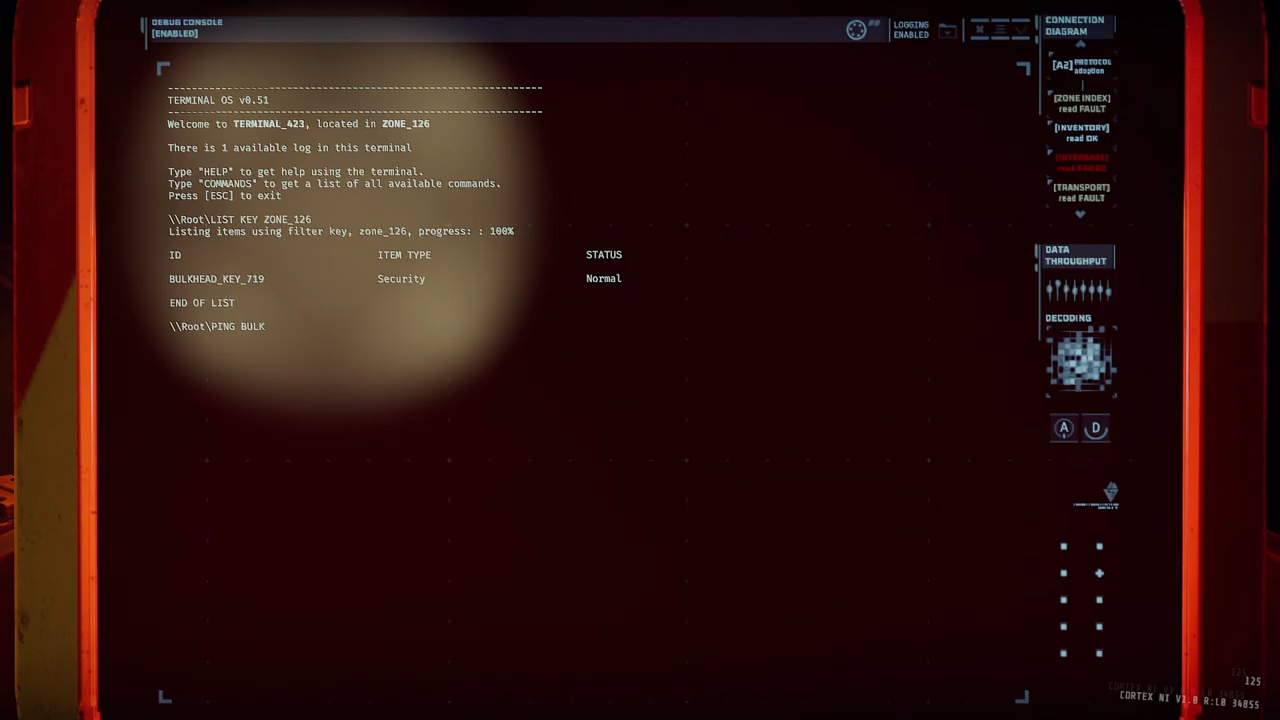 DEBUG CONSOLE
[ENABLED]
LOGGING
ENABLED
------------------------------------------------------------
TERMINAL OS v0.51
------------------------------------------------------------
Welcome to TERMINAL_423, located in ZONE_126
There is 1 available log in this terminal
Type "HELP" to get help using the terminal.
Type "COMMANDS" to get a list of all available commands.
Press [ESC] to exit
\\Root\LIST KEY ZONE_126
Listing items using filter key, zone_126, progress: : 100%
ID ITEM TYPE STATUS
BULKHEAD_KEY_719 Security Normal
END OF LIST
\\Root\PING BULK
CONNECTION
DIAGRAM
[A2] PROTOCOL
adoption
[ZONE INDEX]
read FAULT
[INVENTORY]
read OK
read FAILED
[TRANSPORT]
read FAULT
DATA
THROUGHPUT
DECODING
A D
125
CORTEX NI V1.0 R:L0 34855